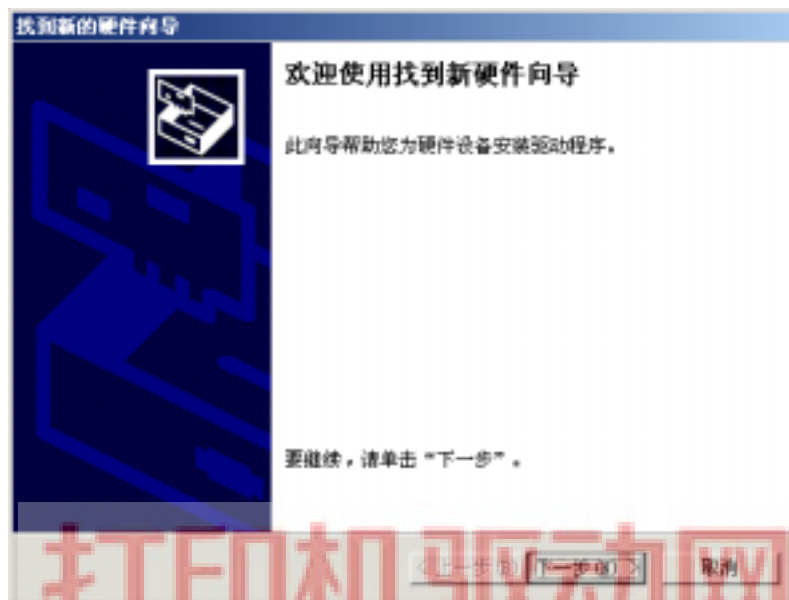 找到新的硬件向导
欢迎使用找到新硬件向导
此向导帮助您为硬件设备安装驱动程序。
要继续，请单击“下一步”。
< 上一步(B)
下一步(N) >
取消
打印机驱动网